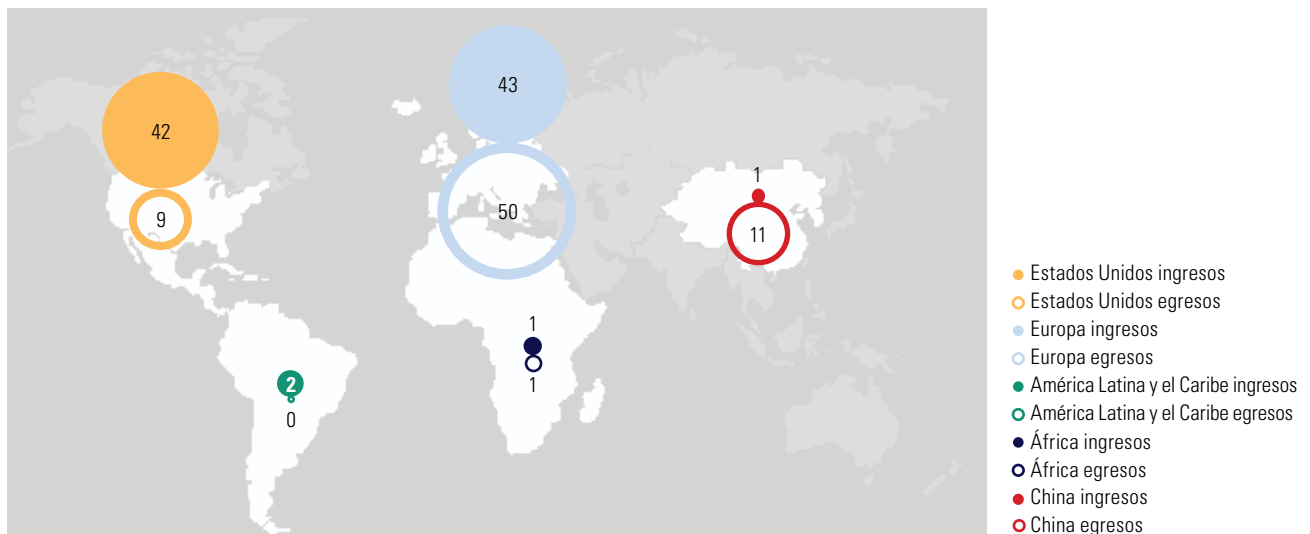 43
42
1
50
9
11
1
2
1
0
Estados Unidos ingresos
Estados Unidos egresos
Europa ingresos
Europa egresos
América Latina y el Caribe ingresos
América Latina y el Caribe egresos
África ingresos
África egresos
China ingresos
China egresos